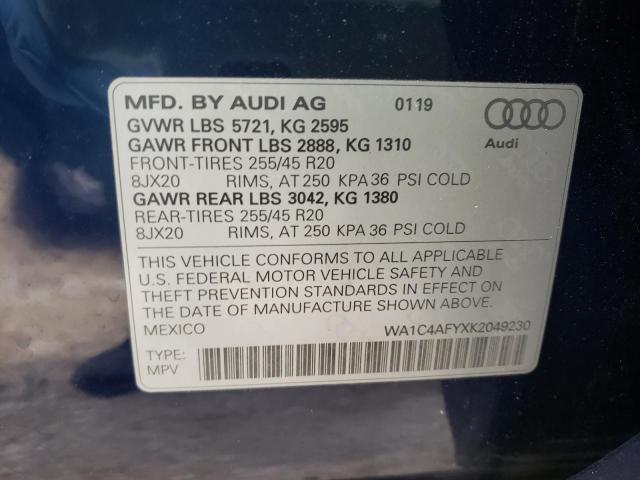 MFD. BY AUDI AG 0119
GVWR LBS 5721, KG 2595
GAWR FRONT LBS 2888, KG 1310
FRONT-TIRES 255/45 R20
8JX20 RIMS, AT 250 KPA 36 PSI COLD
GAWR REAR LBS 3042, KG 1380
REAR-TIRES 255/45 R20
8JX20 RIMS, AT 250 KPA 36 PSI COLD
Audi
THIS VEHICLE CONFORMS TO ALL APPLICABLE
U.S. FEDERAL MOTOR VEHICLE SAFETY AND
THEFT PREVENTION STANDARDS IN EFFECT ON
THE DATE OF MANUFACTURE SHOWN ABOVE.
MEXICO WA1C4AFYXK2049230
TYPE:
MPV